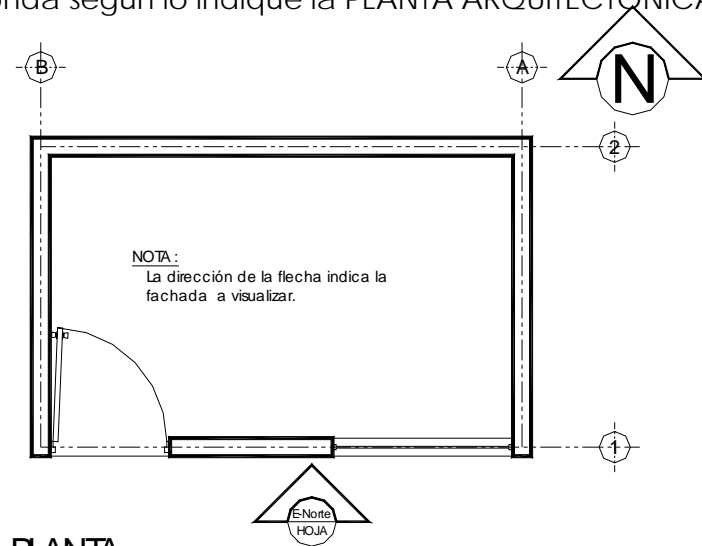 onda según lo indique la PLANTA ARQUITECTÓNICA
B
A
N
2
NOTA :
La dirección de la flecha indica la
fachada a visualizar.
1
E-Norte
HOJA
PLANTA